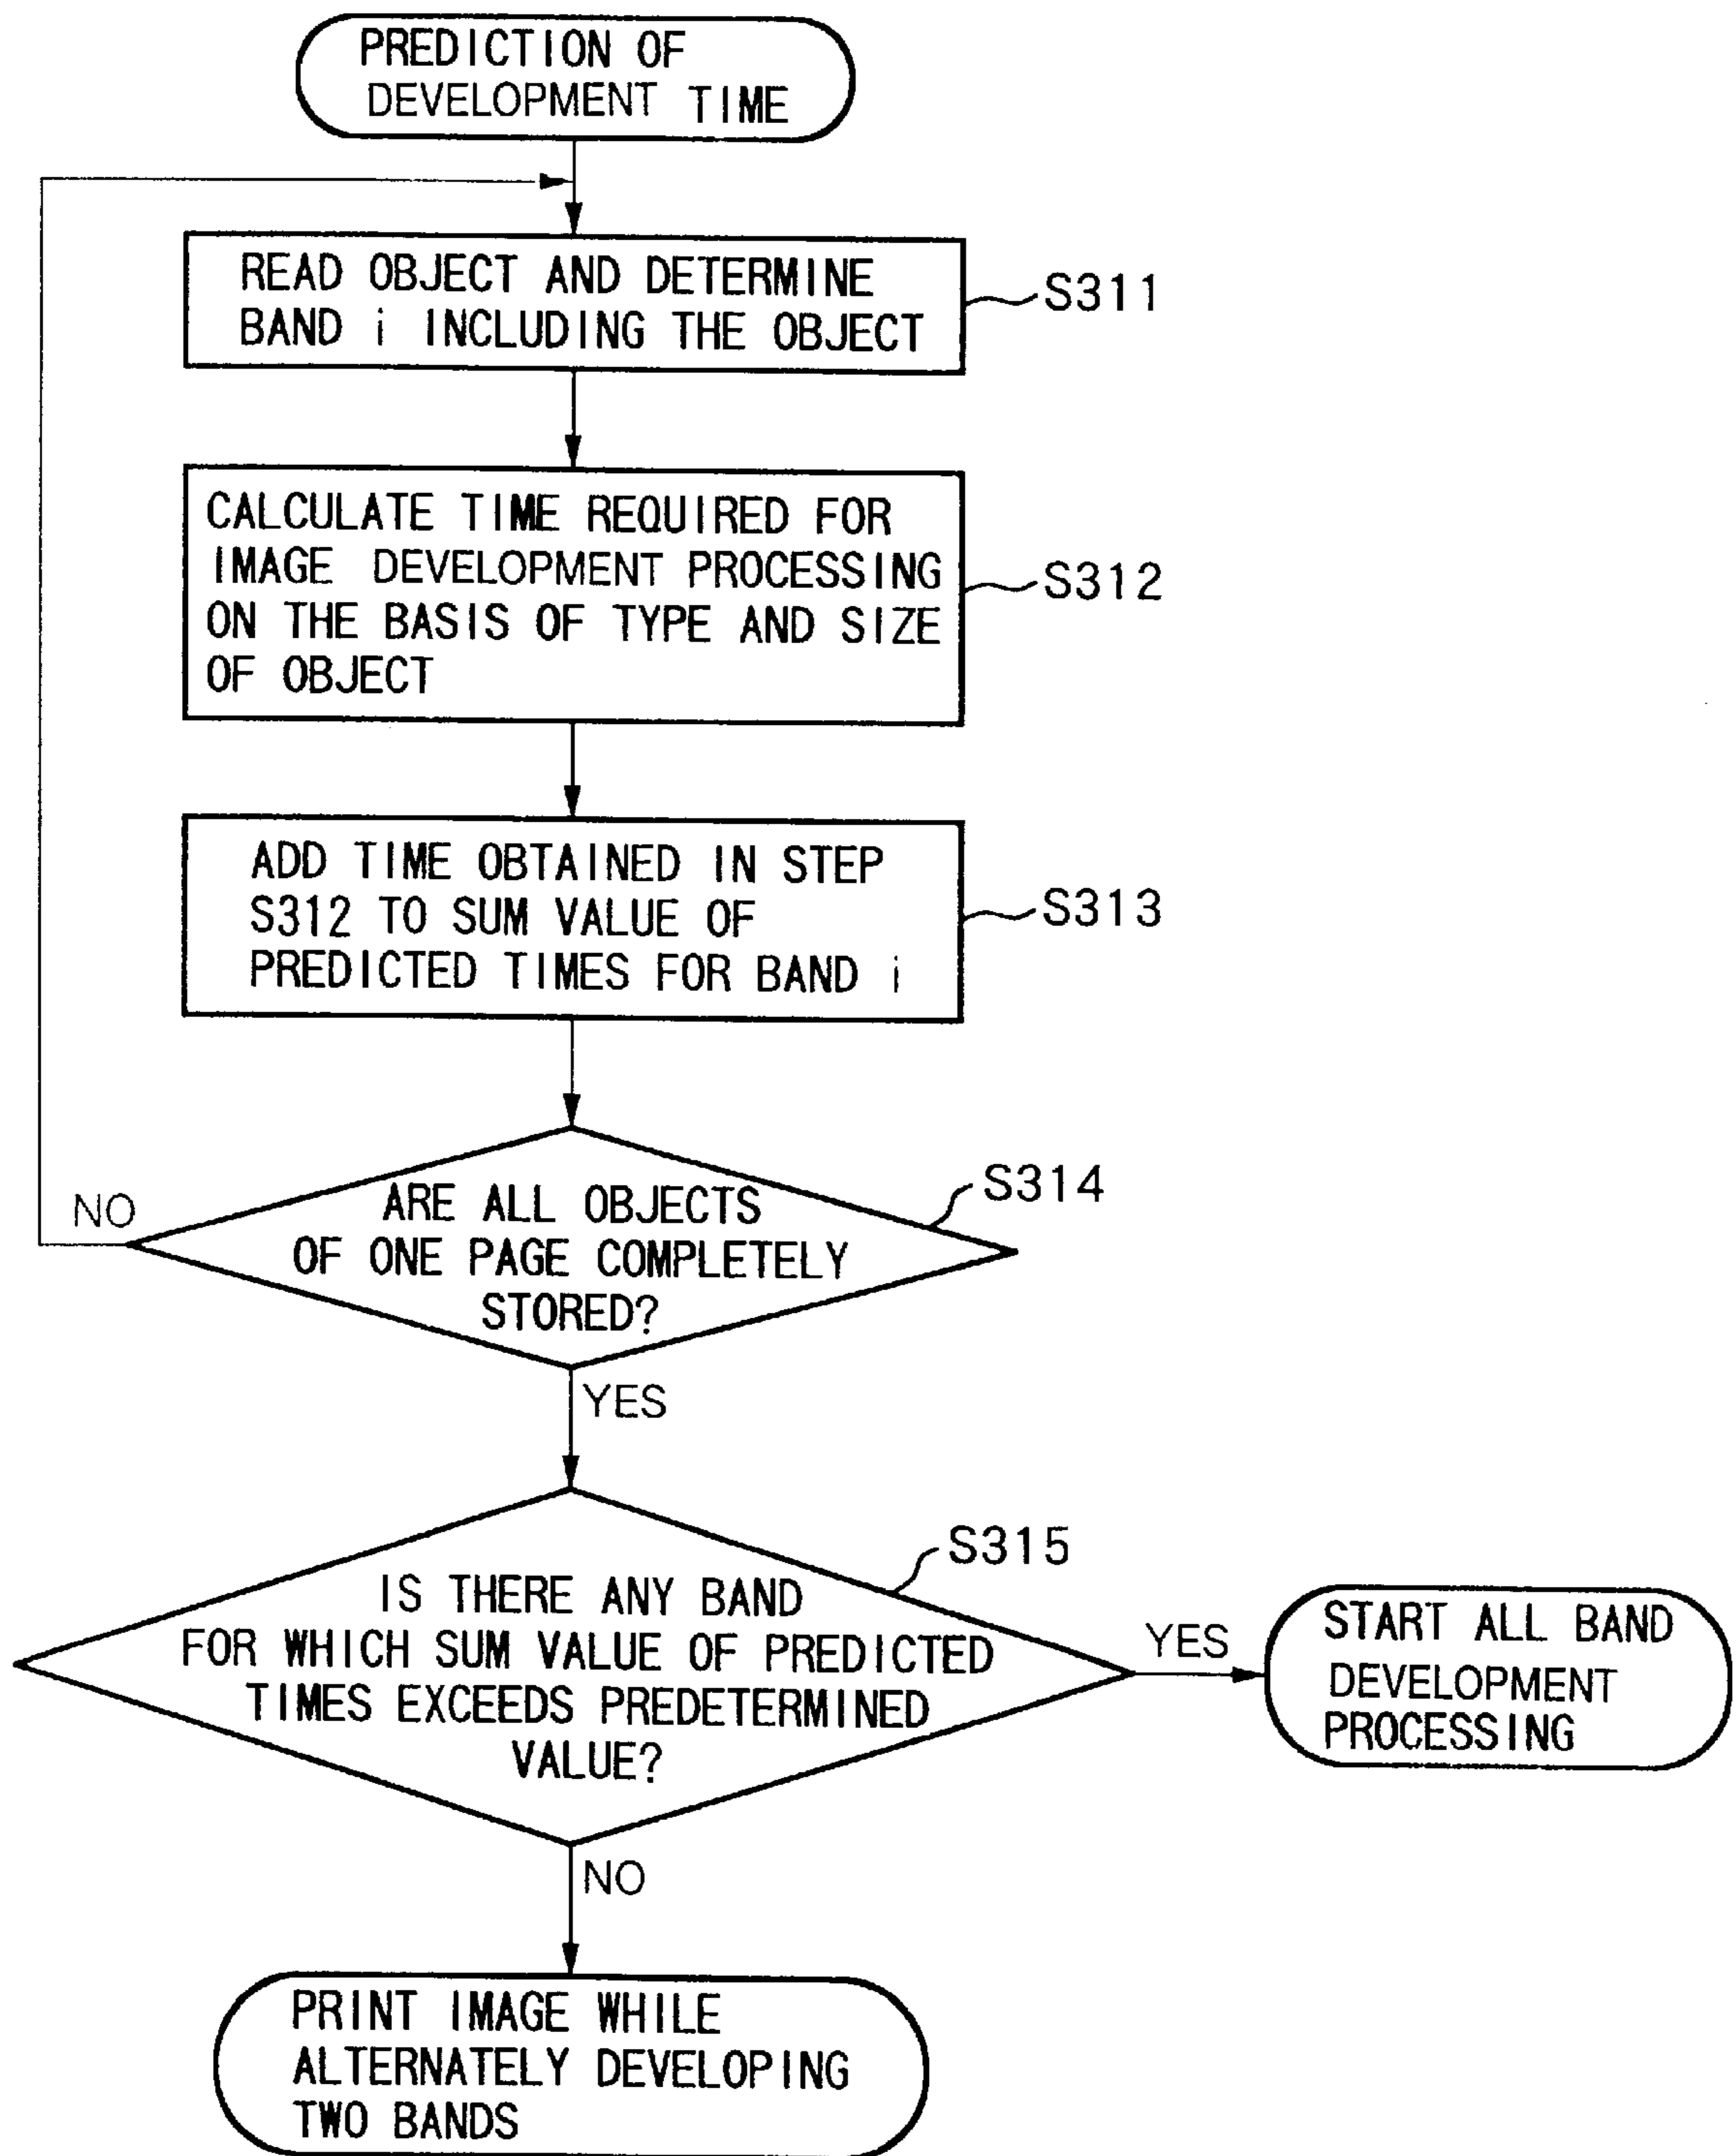 PREDICTION OF
DEVELOPMENT TIME
READ OBJECT AND DETERMINE
BAND i INCLUDING THE OBJECT
S311
CALCULATE TIME REQUIRED FOR
IMAGE DEVELOPMENT PROCESSING
ON THE BASIS OF TYPE AND SIZE
OF OBJECT
S312
ADD TIME OBTAINED IN STEP
S312 TO SUM VALUE OF
PREDICTED TIMES FOR BAND i
S313
ARE ALL OBJECTS
OF ONE PAGE COMPLETELY
STORED?
S314
NO
YES
IS THERE ANY BAND
FOR WHICH SUM VALUE OF PREDICTED
TIMES EXCEEDS PREDETERMINED
VALUE?
S315
YES
START ALL BAND
DEVELOPMENT
PROCESSING
NO
PRINT IMAGE WHILE
ALTERNATELY DEVELOPING
TWO BANDS